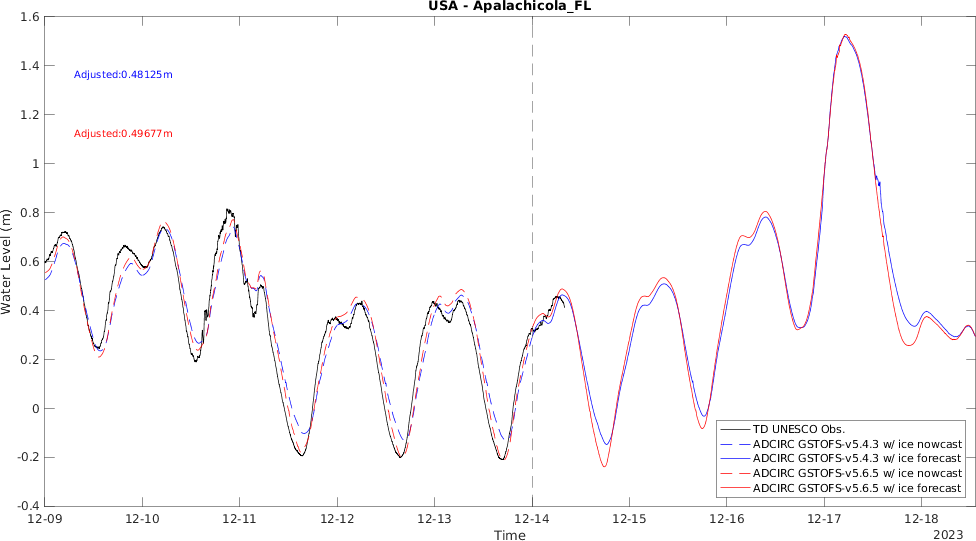 USA - Apalachicola_FL
1.6
1.4
1.2
1
0.8
0.6
0.4
0.2
0
-0.2
-0.4
Water Level (m)
Adjusted:0.48125m
Adjusted:0.49677m
TD UNESCO Obs.
ADCIRC GSTOFS-v5.4.3 w/ ice nowcast
ADCIRC GSTOFS-v5.4.3 w/ ice forecast
ADCIRC GSTOFS-v5.6.5 w/ ice nowcast
ADCIRC GSTOFS-v5.6.5 w/ ice forecast
12-09 12-10 12-11 12-12 12-13 12-14 12-15 12-16 12-17 12-18
Time
2023